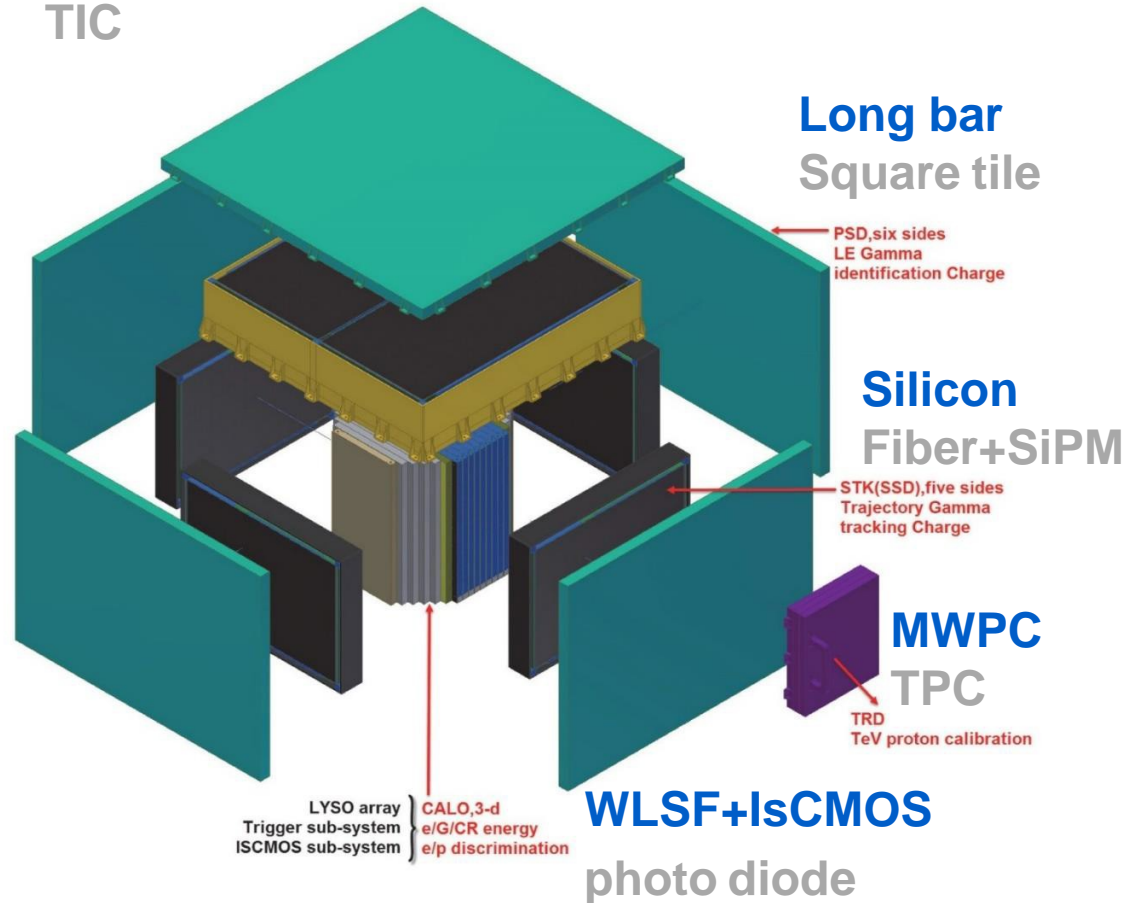 TIC
Long bar
Square tile
PSD,six sides
LE Gamma
identification Charge
Silicon
Fiber+SiPM
STK(SSD),five sides
Trajectory Gamma
tracking Charge
MWPC
TPC
TRD
TeV proton calibration
LYSO array
Trigger sub-system
ISCMOS sub-system
CALO,3-d
e/G/CR energy
e/p discrimination
WLSF+IsCMOS
photo diode